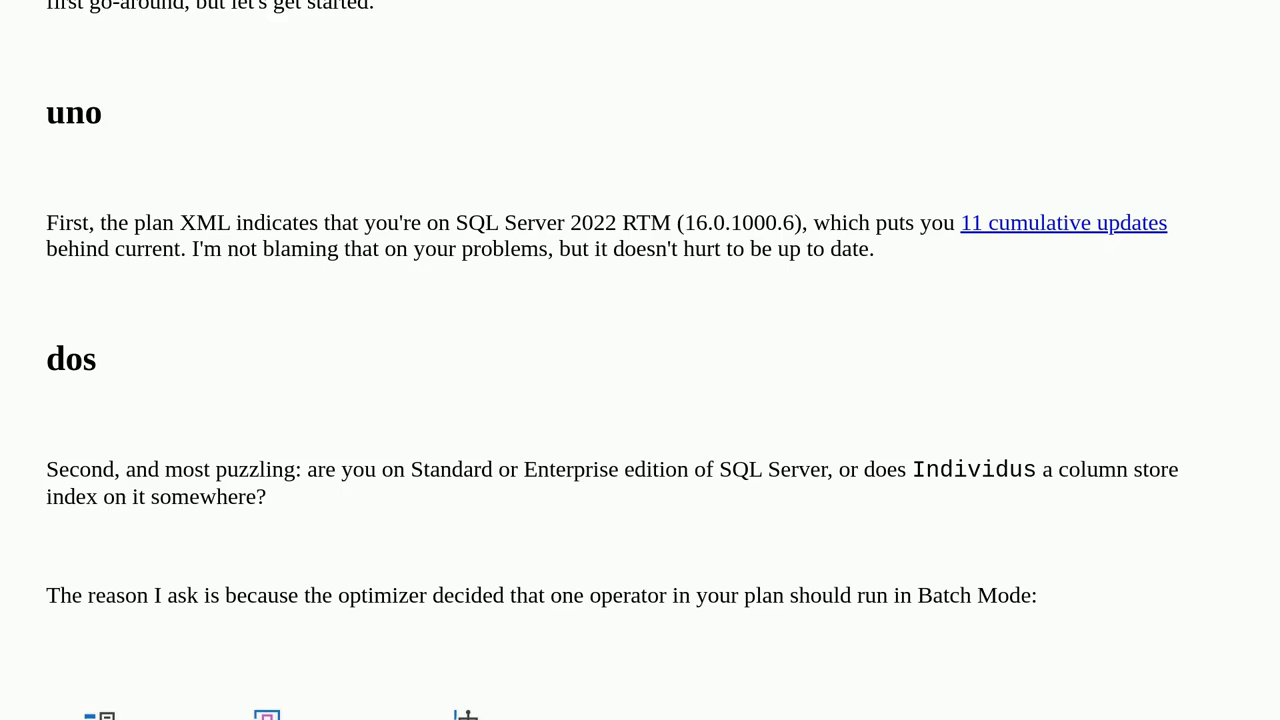 first go-around, but let's get started.
uno
First, the plan XML indicates that you're on SQL Server 2022 RTM (16.0.1000.6), which puts you 11 cumulative updates
behind current. I'm not blaming that on your problems, but it doesn't hurt to be up to date.
dos
Second, and most puzzling: are you on Standard or Enterprise edition of SQL Server, or does Individus a column store
index on it somewhere?
The reason I ask is because the optimizer decided that one operator in your plan should run in Batch Mode: